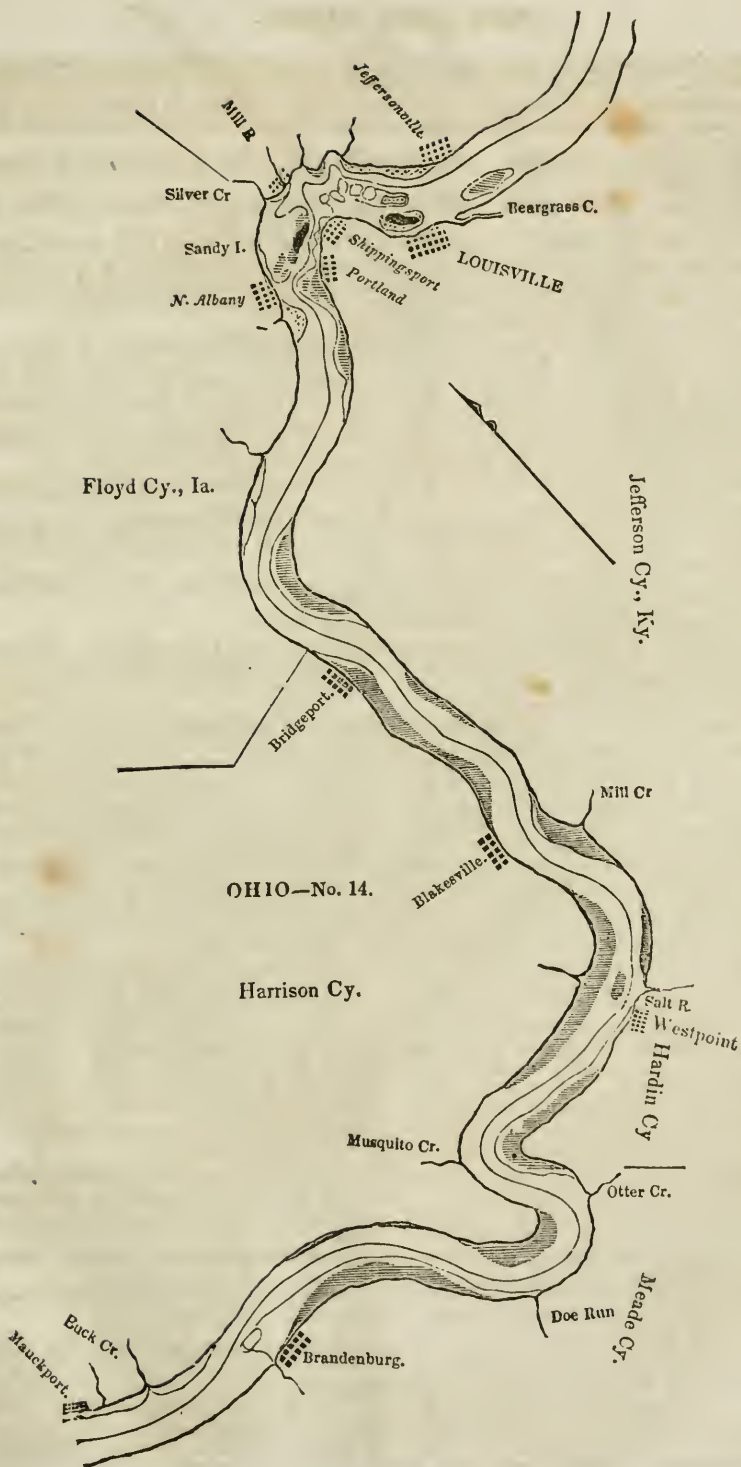 Jeffersonville.
Mill R
Silver Cr
Beargrass C.
Sandy I.
Shippingsport
LOUISVILLE
Portland
N. Albany
Floyd Cy., Ia.
Jefferson Cy., Ky.
Bridgeport.
Mill Cr
Blakesville.
OHIO—No. 14.
Harrison Cy.
Salt R.
Westpoint
Hardin Cy
Musquito Cr.
Otter Cr.
Doe Run
Meade Cy.
Buck Cr.
Mauckport.
Brandenburg.